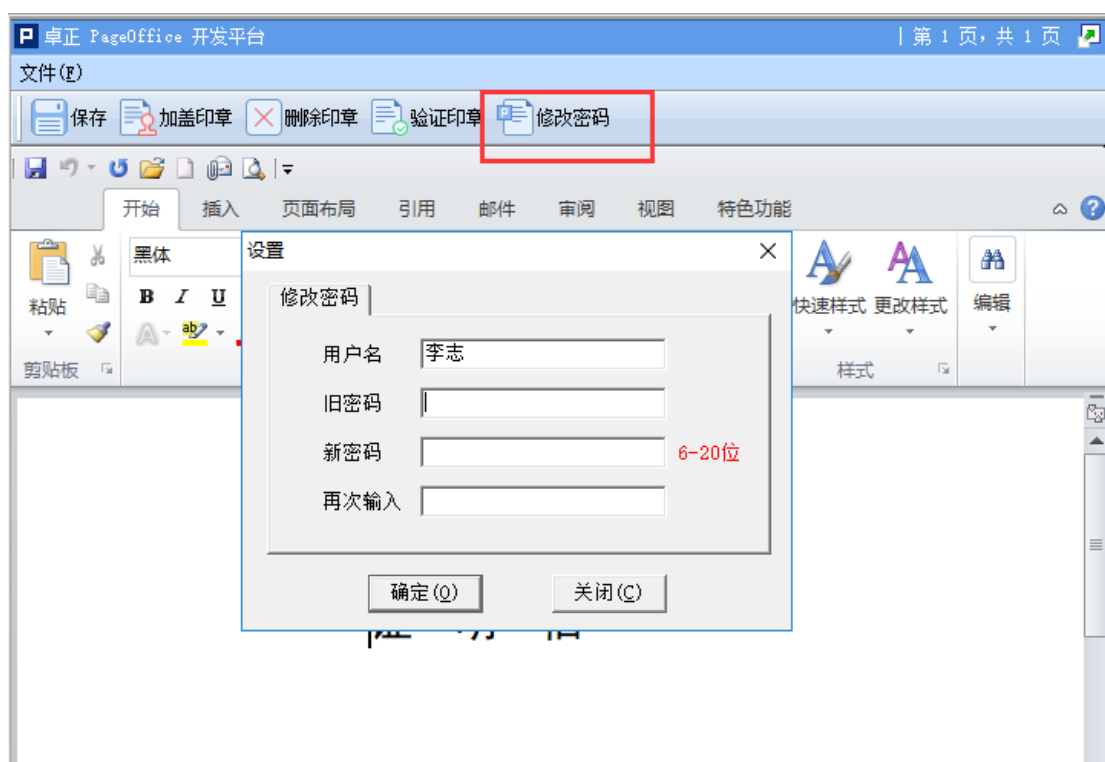 卓正 PageOffice 开发平台 | 第 1 页，共 1 页
文件(F)
保存 加盖印章 删除印章 验证印章 修改密码
开始 插入 页面布局 引用 邮件 审阅 视图 特色功能
设置
黑体
修改密码
粘贴
B I U
快速样式 更改样式 编辑
用户名 李志
剪贴板
样式
旧密码
新密码 6-20位
再次输入
确定(O) 关闭(C)